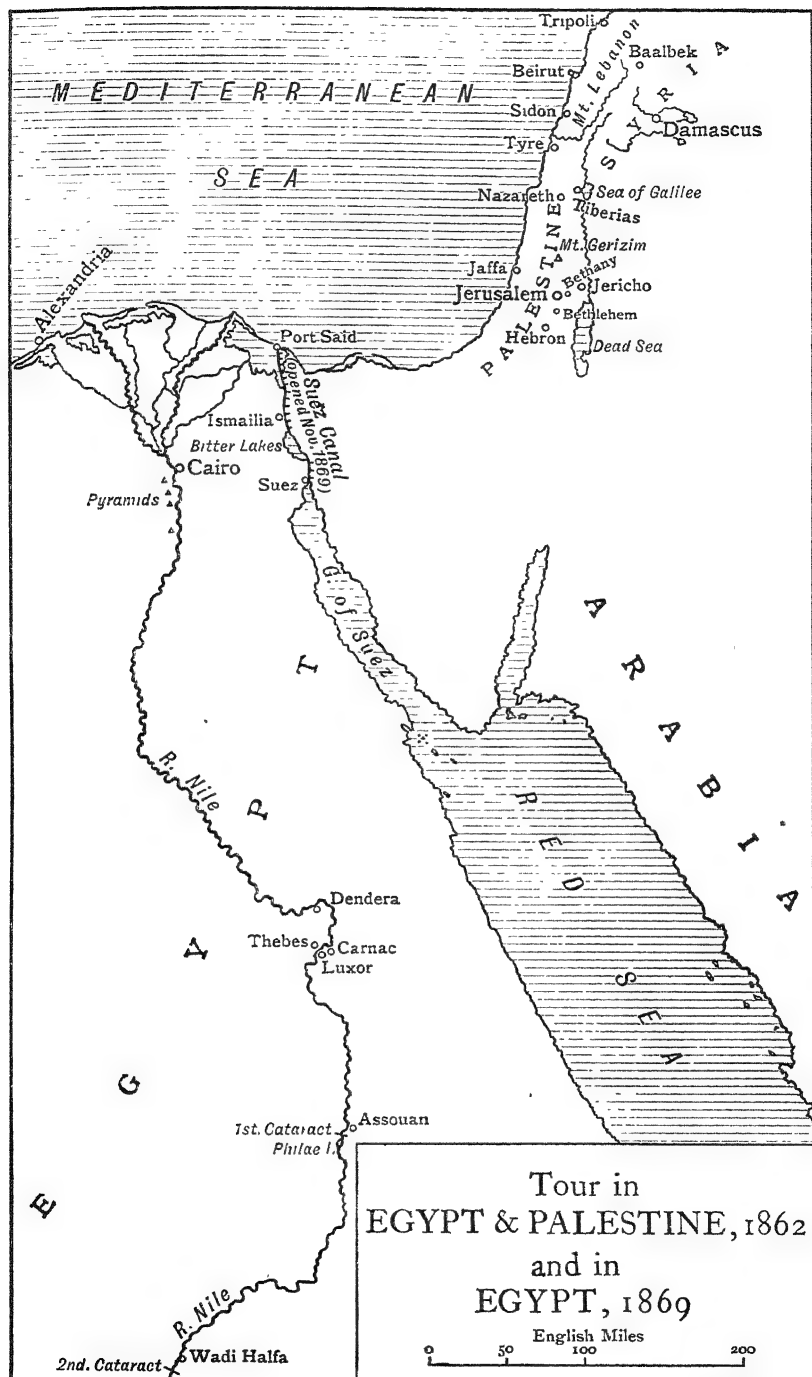 Tripoli
Baalbek
Beirut
Mt. Lebanon
SYRIA
MEDITERRANEAN
SEA
Sidon
Damascus
Tyre
Nazareth
Sea of Galilee
Tiberias
PALESTINE
Mt. Gerizim
Jaffa
Bethany
Jerusalem
Jericho
Bethlehem
Hebron
Dead Sea
Alexandria
Port Said
Suez Canal
(opened Nov. 1869)
Ismailia
Bitter Lakes
Cairo
Suez
Pyramids
G. of Suez
ARABIA
R. Nile
EGYPT
RED SEA
Dendera
Thebes
Carnac
Luxor
1st. Cataract
Assouan
Philae I.
R. Nile
2nd. Cataract
Wadi Halfa
Tour in
EGYPT & PALESTINE, 1862
and in
EGYPT, 1869
English Miles
0 50 100 200